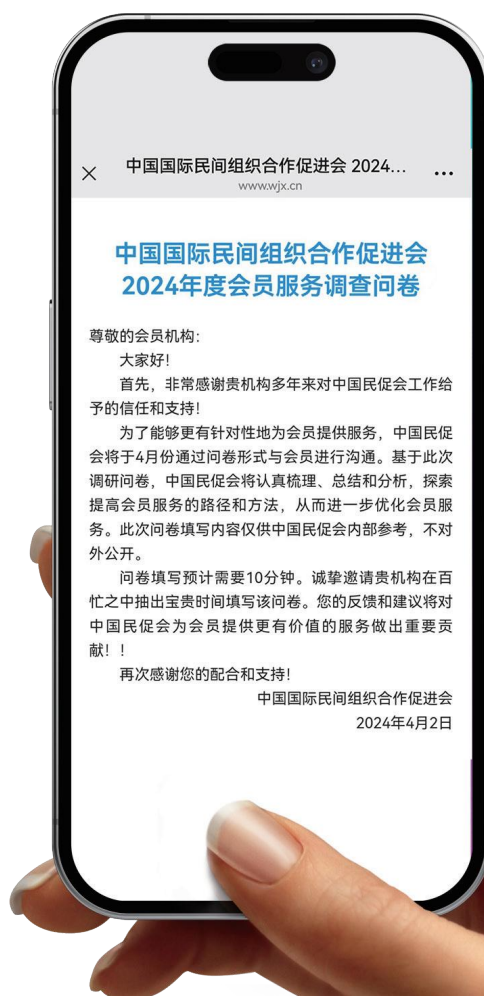 中国国际民间组织合作促进会 2024...
www.wjx.cn
中国国际民间组织合作促进会
2024年度会员服务调查问卷
尊敬的会员机构:
大家好!
首先，非常感谢贵机构多年来对中国民促会工作给
予的信任和支持!
为了能够更有针对性地为会员提供服务，中国民促
会将于4月份通过问卷形式与会员进行沟通。基于此次
调研问卷，中国民促会将认真梳理、总结和分析，探索
提高会员服务的路径和方法，从而进一步优化会员服
务。此次问卷填写内容仅供中国民促会内部参考，不对
外公开。
问卷填写预计需要10分钟。诚挚邀请贵机构在百
忙之中抽出宝贵时间填写该问卷。您的反馈和建议将对
中国民促会为会员提供更有价值的服务做出重要贡
献!!
再次感谢您的配合和支持!
中国国际民间组织合作促进会
2024年4月2日